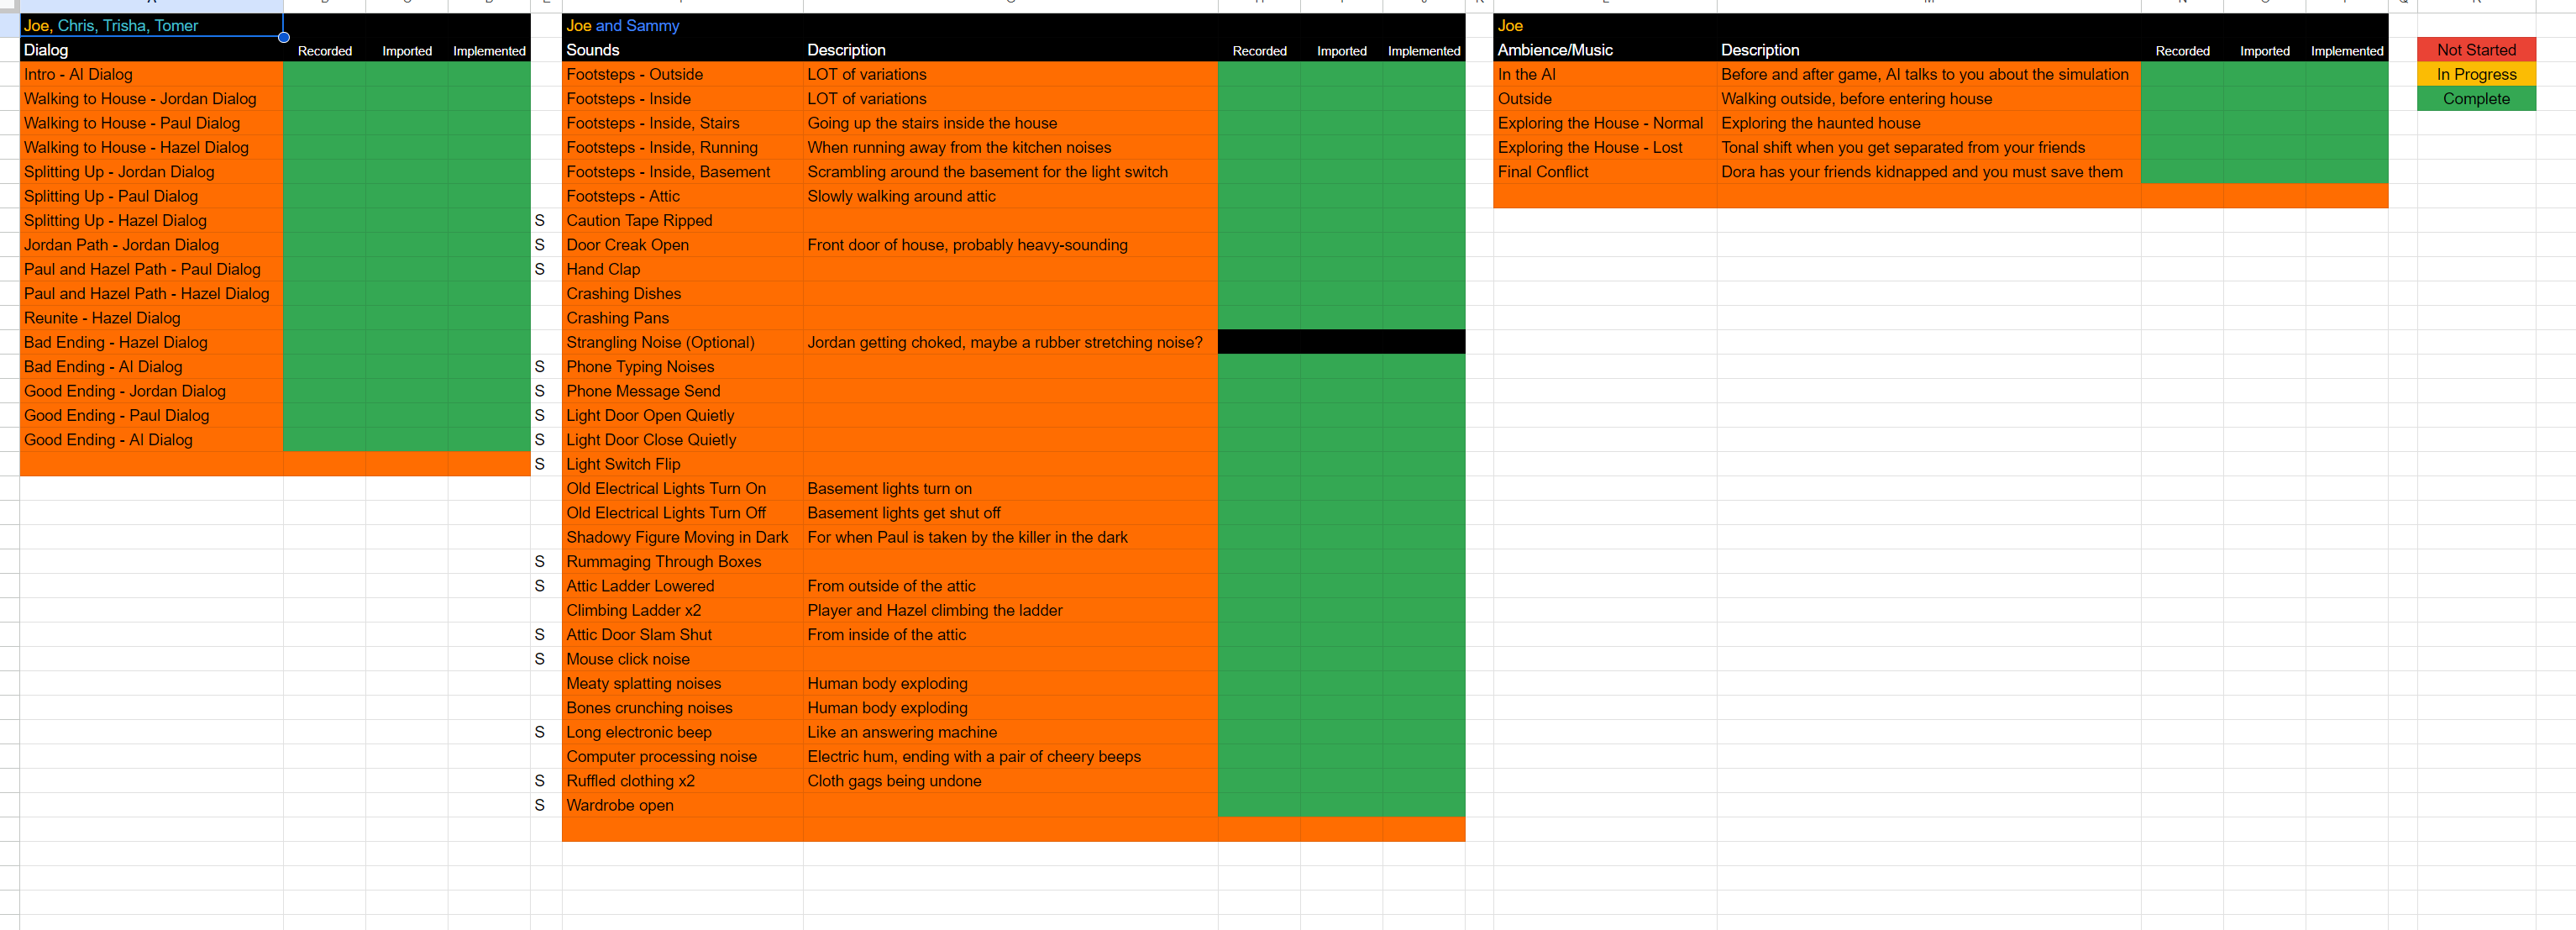 Joe, Chris, Trisha, Tomer
Dialog Recorded Imported Implemented
Intro - AI Dialog
Walking to House - Jordan Dialog
Walking to House - Paul Dialog
Walking to House - Hazel Dialog
Splitting Up - Jordan Dialog
Splitting Up - Paul Dialog
Splitting Up - Hazel Dialog
Jordan Path - Jordan Dialog
Paul and Hazel Path - Paul Dialog
Paul and Hazel Path - Hazel Dialog
Reunite - Hazel Dialog
Bad Ending - Hazel Dialog
Bad Ending - AI Dialog
Good Ending - Jordan Dialog
Good Ending - Paul Dialog
Good Ending - AI Dialog
Joe and Sammy
Sounds Description Recorded Imported Implemented
Footsteps - Outside LOT of variations
Footsteps - Inside LOT of variations
Footsteps - Inside, Stairs Going up the stairs inside the house
Footsteps - Inside, Running When running away from the kitchen noises
Footsteps - Inside, Basement Scrambling around the basement for the light switch
Footsteps - Attic Slowly walking around attic
S Caution Tape Ripped
S Door Creak Open Front door of house, probably heavy-sounding
S Hand Clap
Crashing Dishes
Crashing Pans
Strangling Noise (Optional) Jordan getting choked, maybe a rubber stretching noise?
S Phone Typing Noises
S Phone Message Send
S Light Door Open Quietly
S Light Door Close Quietly
S Light Switch Flip
Old Electrical Lights Turn On Basement lights turn on
Old Electrical Lights Turn Off Basement lights get shut off
Shadowy Figure Moving in Dark For when Paul is taken by the killer in the dark
S Rummaging Through Boxes
S Attic Ladder Lowered From outside of the attic
Climbing Ladder x2 Player and Hazel climbing the ladder
S Attic Door Slam Shut From inside of the attic
S Mouse click noise
Meaty splatting noises Human body exploding
Bones crunching noises Human body exploding
S Long electronic beep Like an answering machine
Computer processing noise Electric hum, ending with a pair of cheery beeps
S Ruffled clothing x2 Cloth gags being undone
S Wardrobe open
Joe
Ambience/Music Description Recorded Imported Implemented
In the AI Before and after game, AI talks to you about the simulation
Outside Walking outside, before entering house
Exploring the House - Normal Exploring the haunted house
Exploring the House - Lost Tonal shift when you get separated from your friends
Final Conflict Dora has your friends kidnapped and you must save them
Not Started
In Progress
Complete